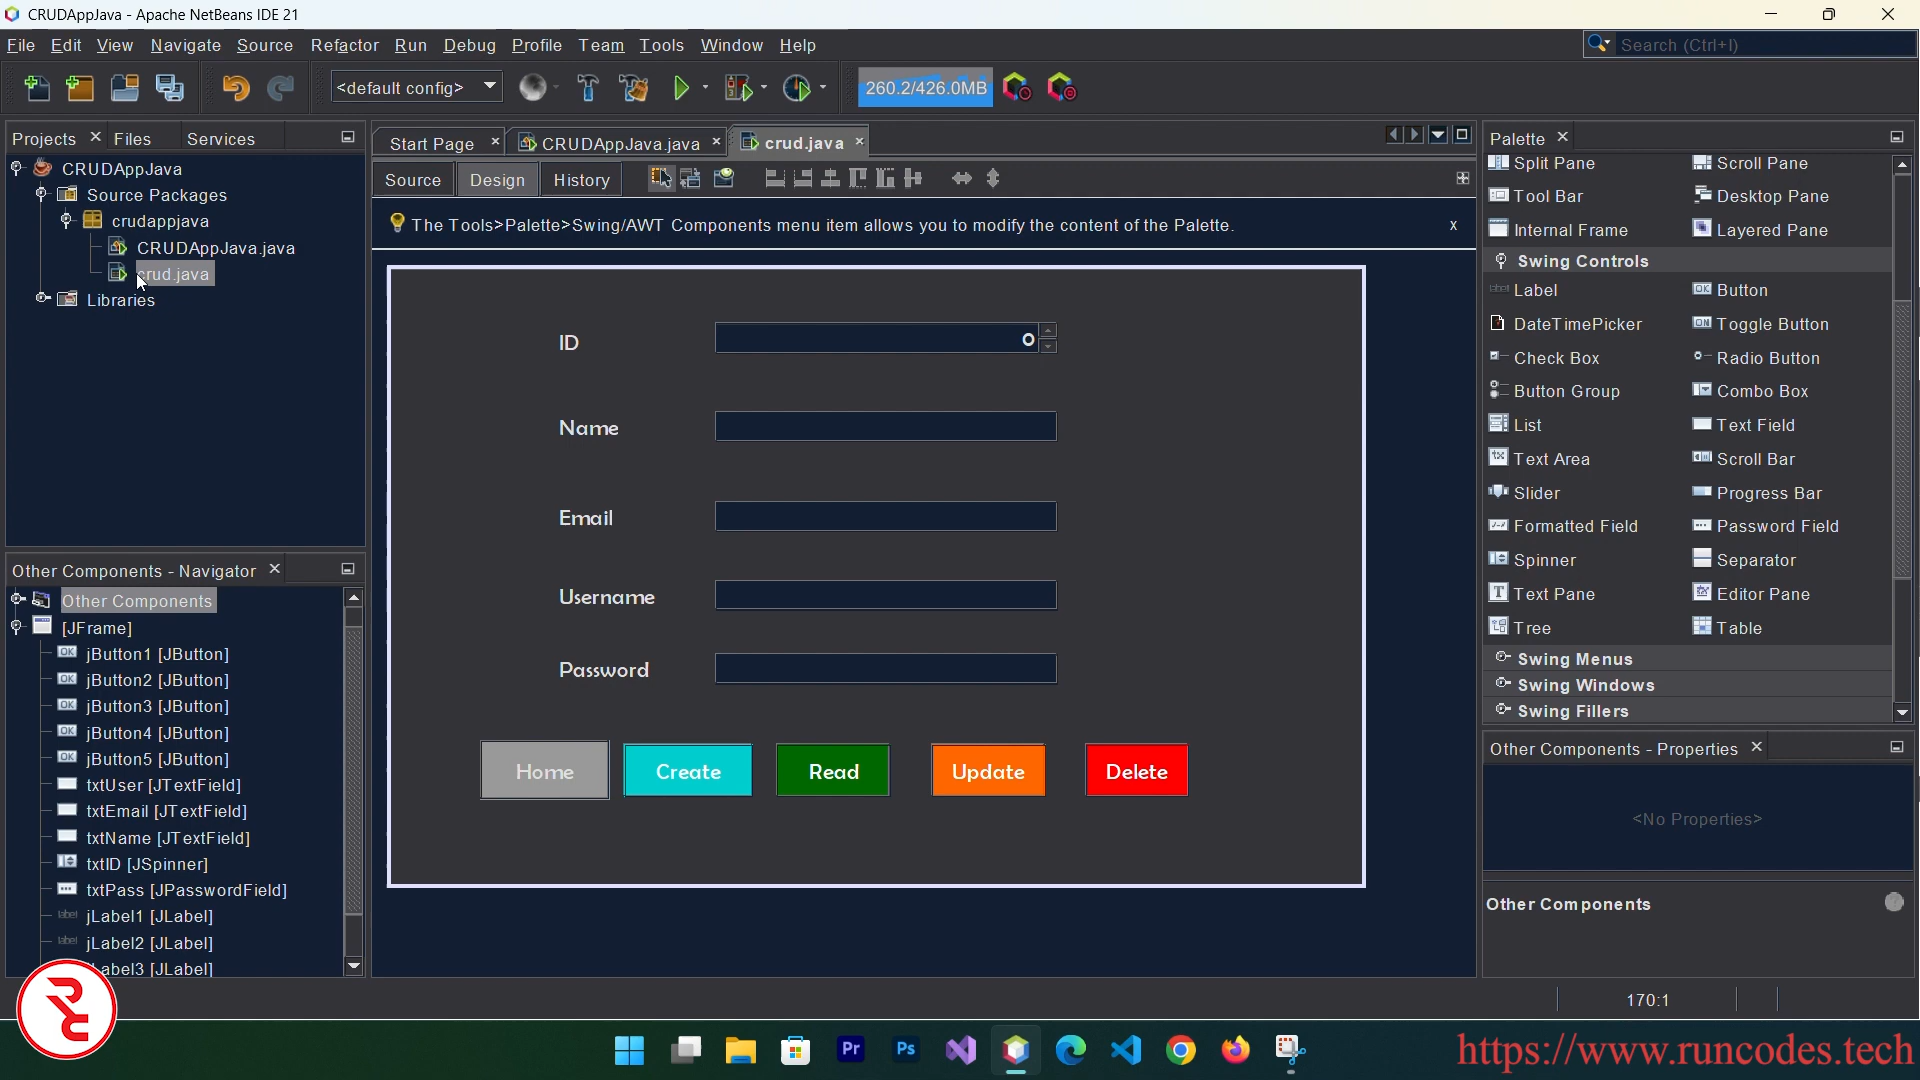 CRUDAppJava - Apache NetBeans IDE 21
File Edit View Navigate Source Refactor Run Debug Profile Team Tools Window Help
Search (Ctrl+I)
<default config>
260.2/426.0MB
Projects Files Services
CRUDAppJava
Source Packages
crudappjava
CRUDAppJava.java
crud.java
Libraries
Start Page CRUDAppJava.java crud.java
Source Design History
The Tools>Palette>Swing/AWT Components menu item allows you to modify the content of the Palette.
x
ID
0
Name
Email
Username
Password
Home Create Read Update Delete
Palette
Split Pane Scroll Pane
Tool Bar Desktop Pane
Internal Frame Layered Pane
Swing Controls
Label Button
DateTimePicker Toggle Button
Check Box Radio Button
Button Group Combo Box
List Text Field
Text Area Scroll Bar
Slider Progress Bar
Formatted Field Password Field
Spinner Separator
Text Pane Editor Pane
Tree Table
Swing Menus
Swing Windows
Swing Fillers
Other Components - Navigator
Other Components
[JFrame]
jButton1 [JButton]
jButton2 [JButton]
jButton3 [JButton]
jButton4 [JButton]
jButton5 [JButton]
txtUser [JTextField]
txtEmail [JTextField]
txtName [JTextField]
txtID [JSpinner]
txtPass [JPasswordField]
jLabel1 [JLabel]
jLabel2 [JLabel]
Label3 [JLabel]
Other Components - Properties
<No Properties>
Other Components
170:1
Pr Ps
https://www.runcodes.tech